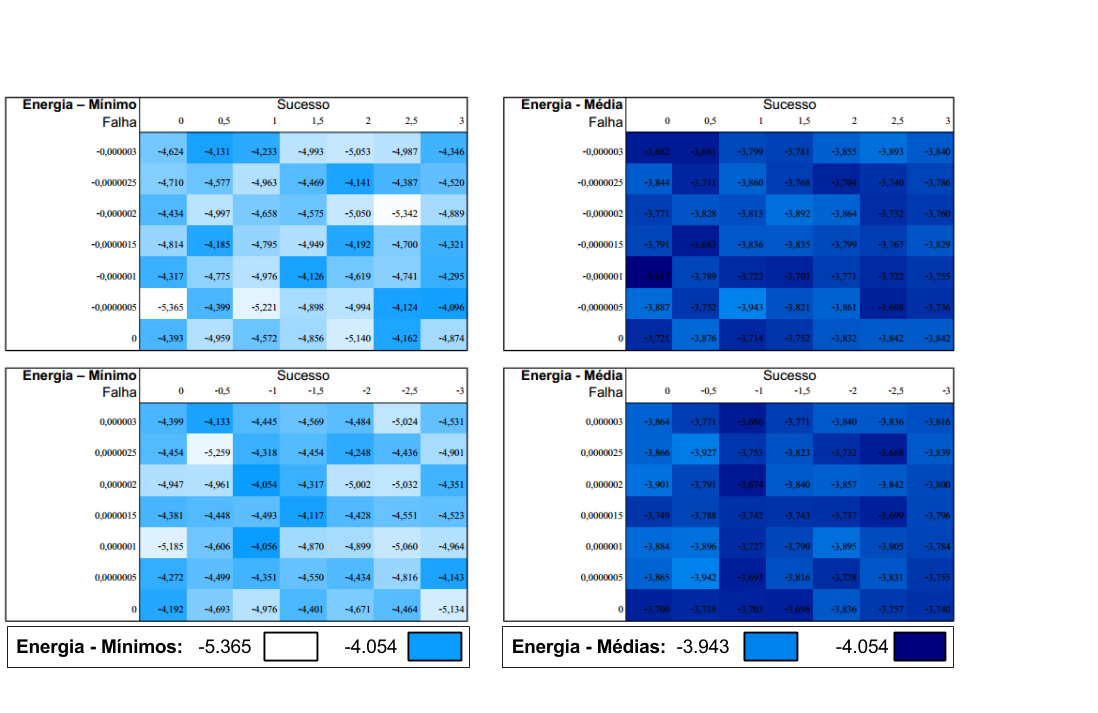 Energia – Mínimo Sucesso
Falha 0 0,5 1 1,5 2 2,5 3
-0,000003 -4,624 -4,131 -4,233 -4,993 -5,053 -4,987 -4,346
-0,0000025 -4,710 -4,577 -4,963 -4,469 -4,141 -4,387 -4,520
-0,000002 -4,434 -4,997 -4,658 -4,575 -5,050 -5,342 -4,889
-0,0000015 -4,814 -4,185 -4,795 -4,949 -4,192 -4,700 -4,321
-0,000001 -4,317 -4,775 -4,976 -4,126 -4,619 -4,741 -4,295
-0,0000005 -5,365 -4,399 -5,221 -4,898 -4,994 -4,124 -4,096
0 -4,393 -4,959 -4,572 -4,856 -5,140 -4,162 -4,874
Energia - Média Sucesso
Falha 0 0,5 1 1,5 2 2,5 3
-0,000003 -3,682 -3,681 -3,799 -3,781 -3,855 -3,893 -3,840
-0,0000025 -3,844 -3,711 -3,860 -3,768 -3,704 -3,740 -3,786
-0,000002 -3,771 -3,828 -3,813 -3,892 -3,864 -3,732 -3,760
-0,0000015 -3,791 -3,683 -3,836 -3,835 -3,799 -3,767 -3,829
-0,000001 -3,789 -3,722 -3,703 -3,771 -3,722 -3,755
-0,0000005 -3,887 -3,752 -3,943 -3,821 -3,861 -3,698 -3,736
0 -3,721 -3,876 -3,714 -3,752 -3,832 -3,842 -3,842
Energia – Mínimo Sucesso
Falha 0 -0,5 -1 -1,5 -2 -2,5 -3
0,000003 -4,399 -4,133 -4,445 -4,569 -4,484 -5,024 -4,531
0,0000025 -4,454 -5,259 -4,318 -4,454 -4,248 -4,436 -4,901
0,000002 -4,947 -4,961 -4,054 -4,317 -5,002 -5,032 -4,351
0,0000015 -4,381 -4,448 -4,493 -4,117 -4,428 -4,551 -4,523
0,000001 -5,185 -4,606 -4,056 -4,870 -4,899 -5,060 -4,964
0,0000005 -4,272 -4,499 -4,351 -4,550 -4,434 -4,816 -4,143
0 -4,192 -4,693 -4,976 -4,401 -4,671 -4,464 -5,134
Energia - Média Sucesso
Falha 0 -0,5 -1 -1,5 -2 -2,5 -3
0,000003 -3,864 -3,771 -3,686 -3,771 -3,840 -3,836 -3,816
0,0000025 -3,866 -3,927 -3,753 -3,823 -3,732 -3,688 -3,839
0,000002 -3,901 -3,791 -3,674 -3,840 -3,857 -3,842 -3,800
0,0000015 -3,749 -3,788 -3,742 -3,743 -3,737 -3,699 -3,796
0,000001 -3,884 -3,896 -3,727 -3,790 -3,895 -3,805 -3,784
0,0000005 -3,865 -3,942 -3,693 -3,816 -3,728 -3,831 -3,755
0 -3,700 -3,718 -3,703 -3,696 -3,836 -3,757 -3,740
Energia - Mínimos: -5.365 -4.054
Energia - Médias: -3.943 -4.054